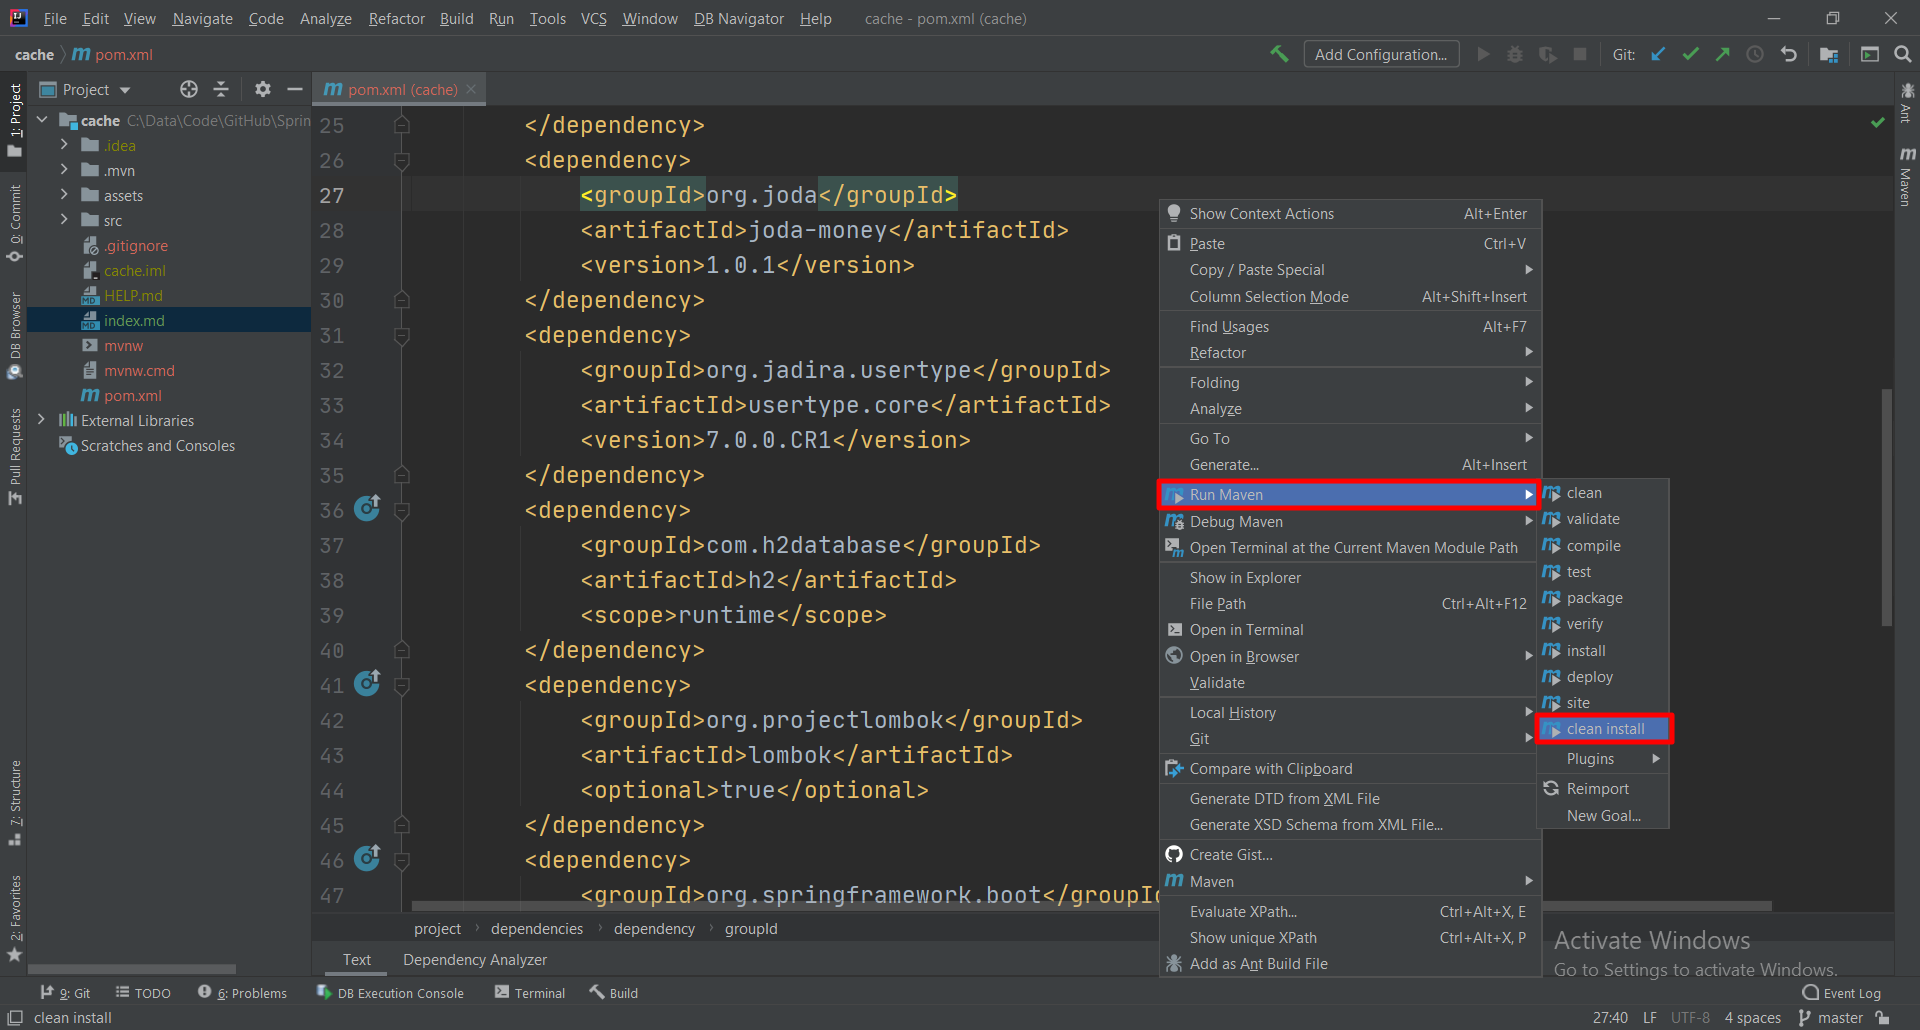 File Edit View Navigate Code Analyze Refactor Build Run Tools VCS Window DB Navigator Help cache - pom.xml (cache)
cache pom.xml
Add Configuration...
Git:
Project
pom.xml (cache)
1: Project
0: Commit
DB Browser
Pull Requests
7: Structure
2: Favorites
cache C:\Data\Code\GitHub\Sprin
.idea
.mvn
assets
src
.gitignore
cache.iml
HELP.md
index.md
mvnw
mvnw.cmd
pom.xml
External Libraries
Scratches and Consoles
25 </dependency>
26 <dependency>
27 <groupId>org.joda</groupId>
28 <artifactId>joda-money</artifactId>
29 <version>1.0.1</version>
30 </dependency>
31 <dependency>
32 <groupId>org.jadira.usertype</groupId>
33 <artifactId>usertype.core</artifactId>
34 <version>7.0.0.CR1</version>
35 </dependency>
36 <dependency>
37 <groupId>com.h2database</groupId>
38 <artifactId>h2</artifactId>
39 <scope>runtime</scope>
40 </dependency>
41 <dependency>
42 <groupId>org.projectlombok</groupId>
43 <artifactId>lombok</artifactId>
44 <optional>true</optional>
45 </dependency>
46 <dependency>
47 <groupId>org.springframework.boot</groupId
Show Context Actions Alt+Enter
Paste Ctrl+V
Copy / Paste Special
Column Selection Mode Alt+Shift+Insert
Find Usages Alt+F7
Refactor
Folding
Analyze
Go To
Generate... Alt+Insert
Run Maven
Debug Maven
Open Terminal at the Current Maven Module Path
Show in Explorer
File Path Ctrl+Alt+F12
Open in Terminal
Open in Browser
Validate
Local History
Git
Compare with Clipboard
Generate DTD from XML File
Generate XSD Schema from XML File...
Create Gist...
Maven
Evaluate XPath... Ctrl+Alt+X, E
Show unique XPath Ctrl+Alt+X, P
Add as Ant Build File
clean
validate
compile
test
package
verify
install
deploy
site
clean install
Plugins
Reimport
New Goal...
Ant
Maven
project dependencies dependency groupId
Text Dependency Analyzer
Activate Windows
Go to Settings to activate Windows.
9: Git TODO 6: Problems DB Execution Console Terminal Build Event Log
clean install 27:40 LF UTF-8 4 spaces master